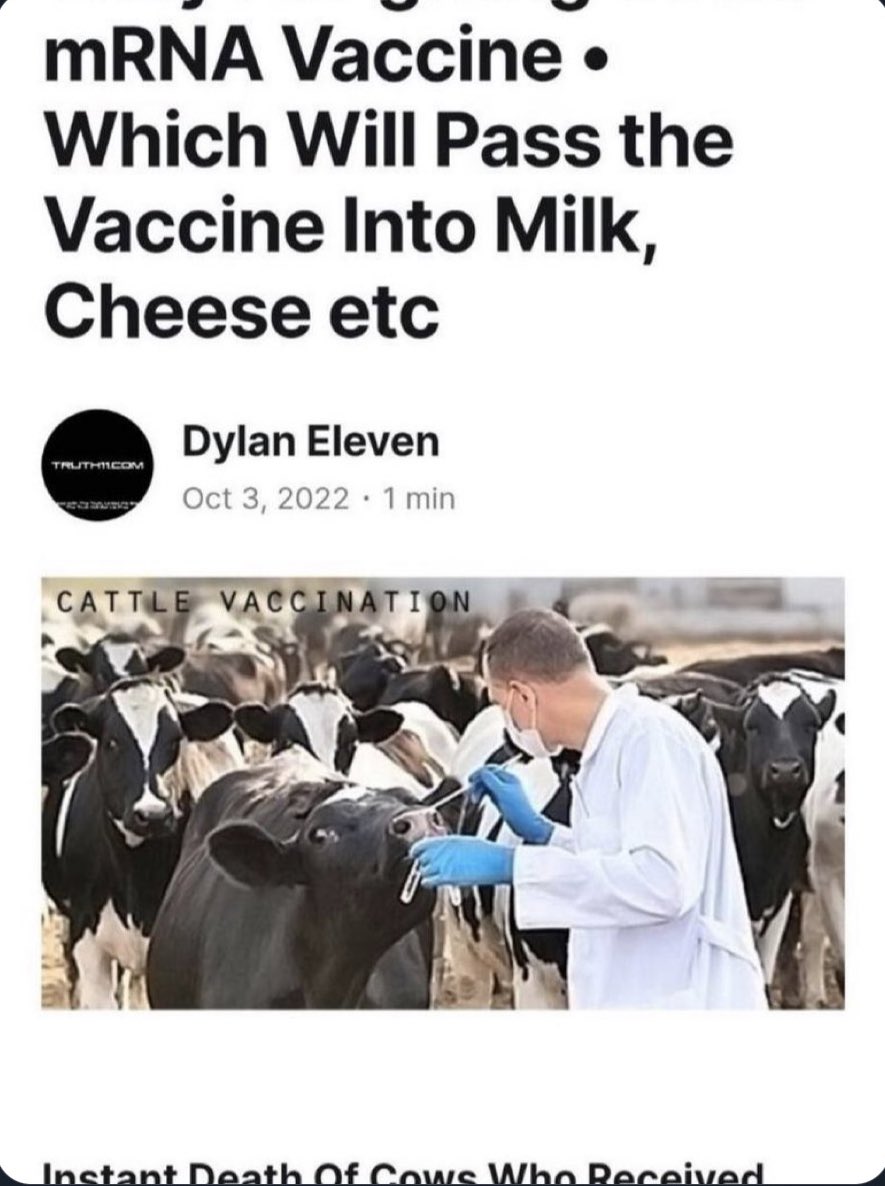 mRNA Vaccine •
Which Will Pass the
Vaccine Into Milk,
Cheese etc
TRUTH11.COM
Dylan Eleven
Oct 3, 2022 · 1 min
CATTLE VACCINATION
Instant Death Of Cows Who Received